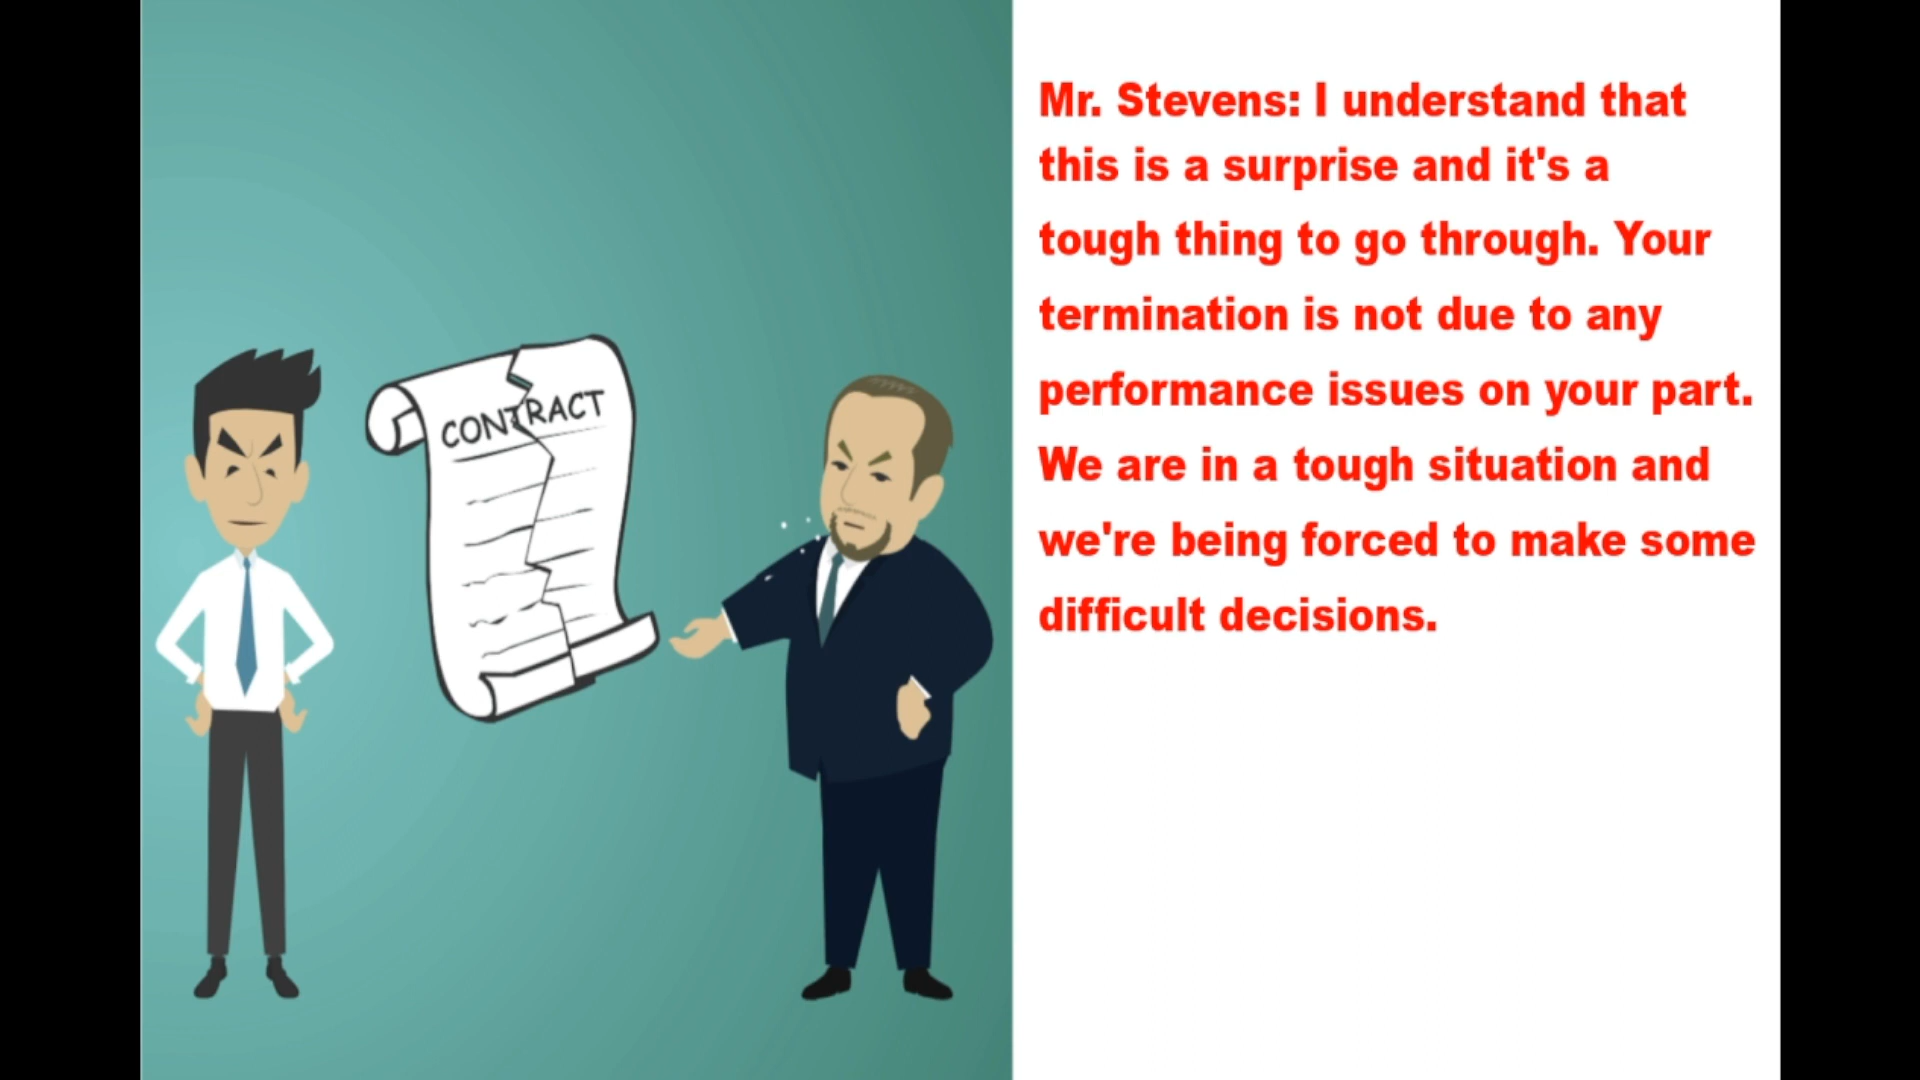 CONTRACT
Mr. Stevens: I understand that
this is a surprise and it's a
tough thing to go through. Your
termination is not due to any
performance issues on your part.
We are in a tough situation and
we're being forced to make some
difficult decisions.